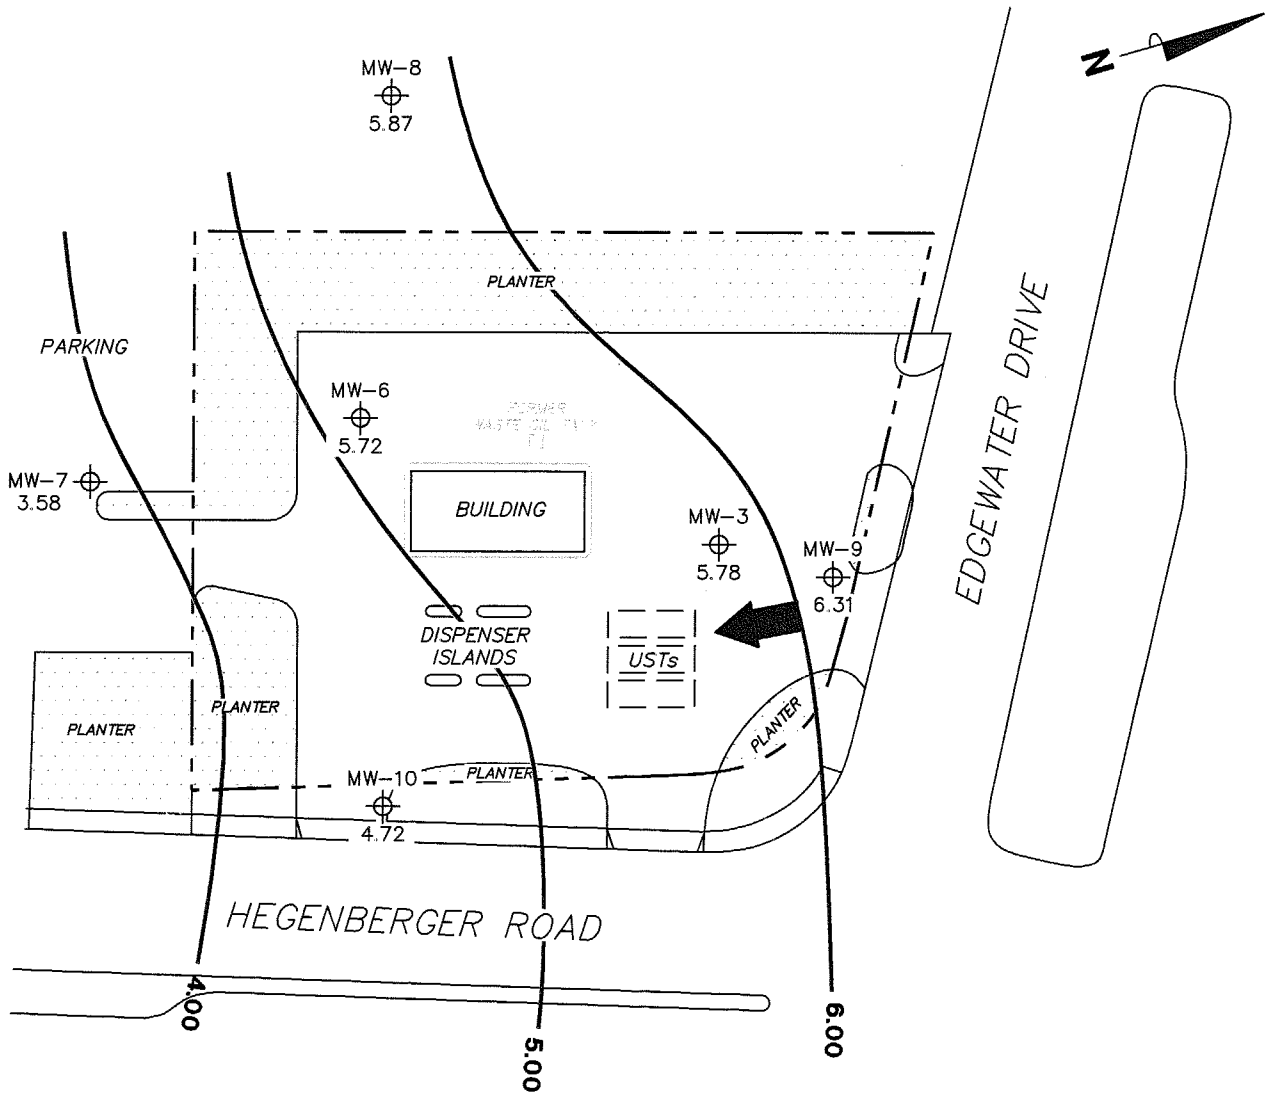 N
MW-8
5.87
PLANTER
PARKING
MW-6
5.72
MW-7
3.58
BUILDING
MW-3
5.78
MW-9
6.31
EDGEWATER DRIVE
DISPENSER
ISLANDS
USTs
PLANTER
PLANTER
PLANTER
PLANTER
MW-10
4.72
HEGENBERGER ROAD
4.00
5.00
6.00